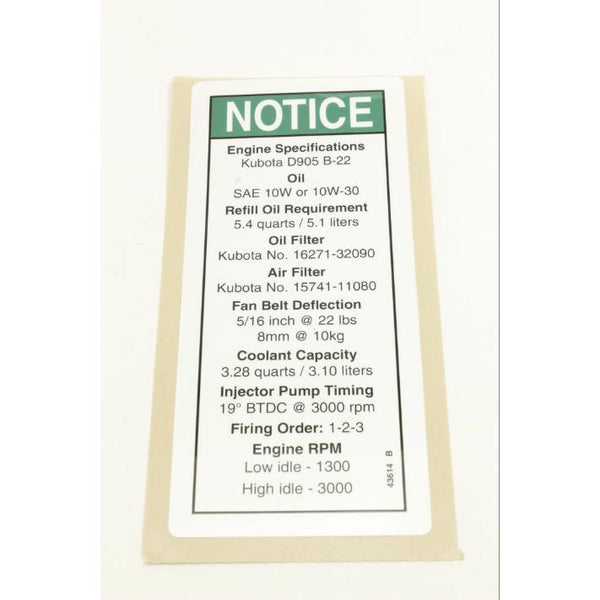 NOTICE
Engine Specifications
Kubota D905 B-22
Oil
SAE 10W or 10W-30
Refill Oil Requirement
5.4 quarts / 5.1 liters
Oil Filter
Kubota No. 16271-32090
Air Filter
Kubota No. 15741-11080
Fan Belt Deflection
5/16 inch @ 22 lbs
8mm @ 10kg
Coolant Capacity
3.28 quarts / 3.10 liters
Injector Pump Timing
19° BTDC @ 3000 rpm
Firing Order: 1-2-3
Engine RPM
Low idle - 1300
High idle - 3000
43614 B